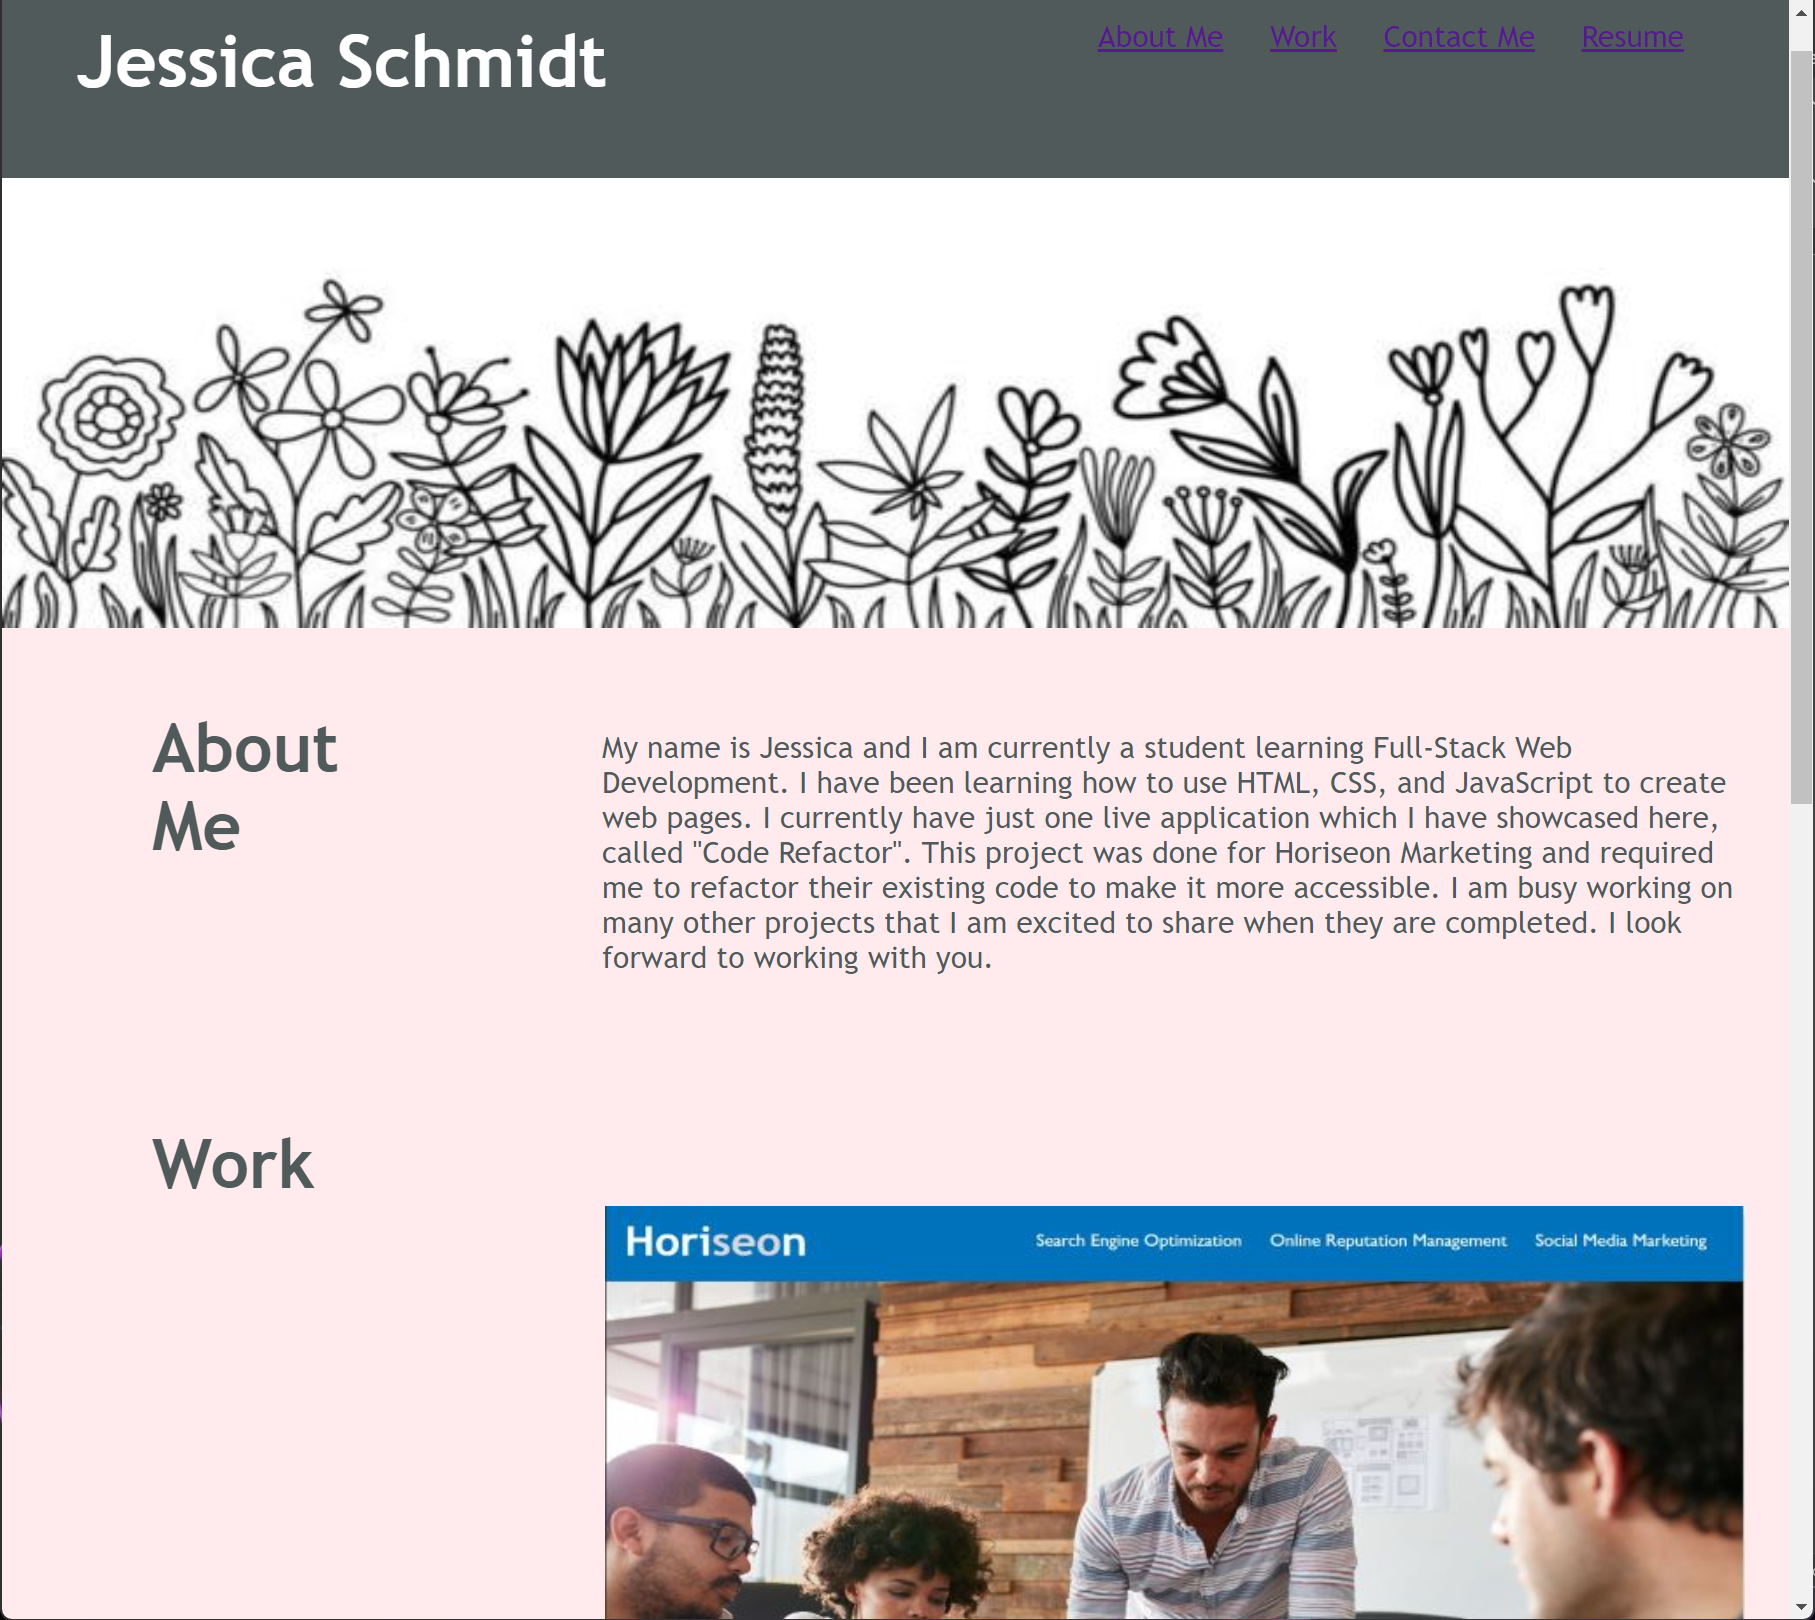 Jessica Schmidt
About Me Work Contact Me Resume
About
Me
My name is Jessica and I am currently a student learning Full-Stack Web
Development. I have been learning how to use HTML, CSS, and JavaScript to create
web pages. I currently have just one live application which I have showcased here,
called "Code Refactor". This project was done for Horiseon Marketing and required
me to refactor their existing code to make it more accessible. I am busy working on
many other projects that I am excited to share when they are completed. I look
forward to working with you.
Work
Horiseon
Search Engine Optimization Online Reputation Management Social Media Marketing